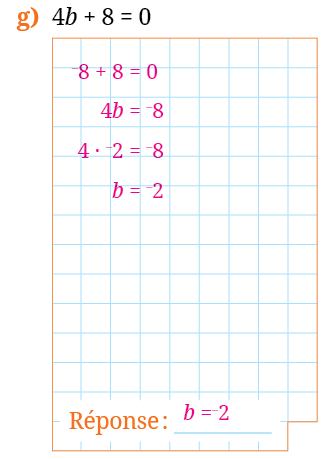 g) 4b + 8 = 0
⁻8 + 8 = 0
4b = ⁻8
4 · ⁻2 = ⁻8
b = ⁻2
Réponse : b = ⁻2